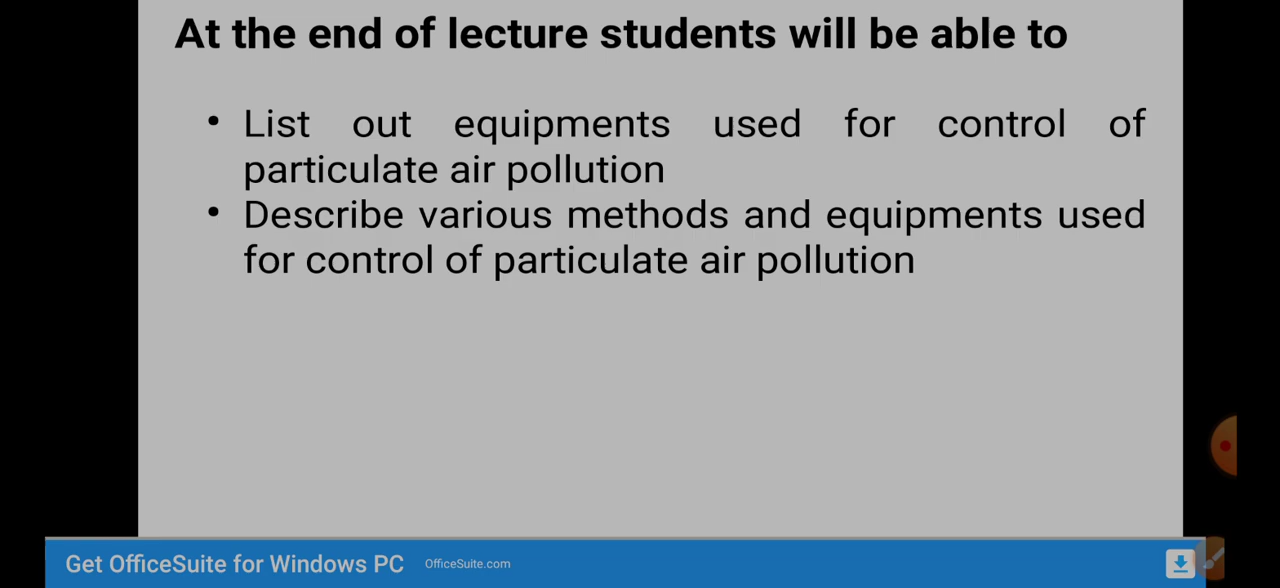 At the end of lecture students will be able to
• List out equipments used for control of
particulate air pollution
• Describe various methods and equipments used
for control of particulate air pollution
Get OfficeSuite for Windows PC OfficeSuite.com